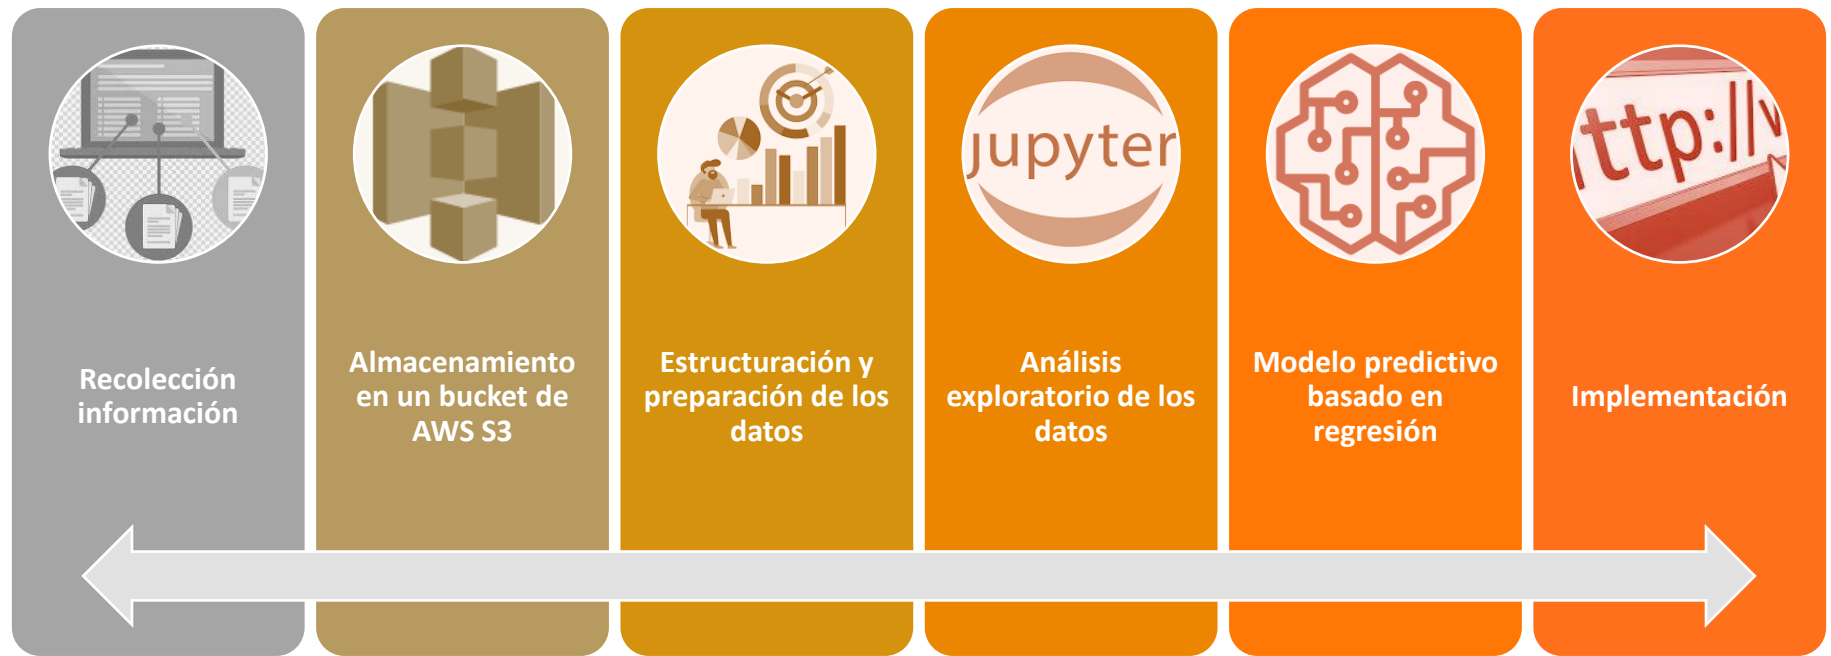 jupyter
ttp://
Recolección
información
Almacenamiento
en un bucket de
AWS S3
Estructuración y
preparación de los
datos
Análisis
exploratorio de los
datos
Modelo predictivo
basado en
regresión
Implementación